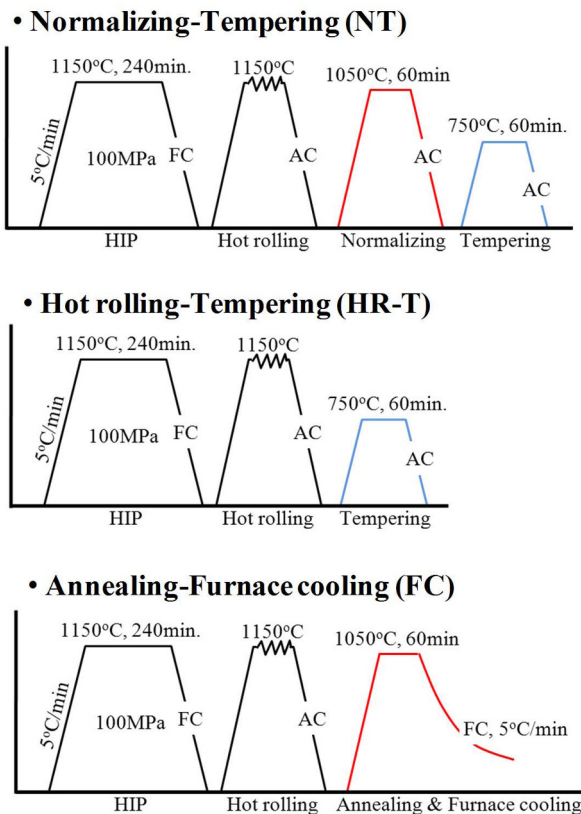 • Normalizing-Tempering (NT)
1150°C, 240min.
1150°C
1050°C, 60min
750°C, 60min.
5°C/min
100MPa
FC
AC
AC
AC
HIP
Hot rolling
Normalizing
Tempering
• Hot rolling-Tempering (HR-T)
1150°C, 240min.
1150°C
750°C, 60min.
5°C/min
100MPa
FC
AC
AC
HIP
Hot rolling
Tempering
• Annealing-Furnace cooling (FC)
1150°C, 240min.
1150°C
1050°C, 60min
5°C/min
100MPa
FC
AC
FC, 5°C/min
HIP
Hot rolling
Annealing & Furnace cooling